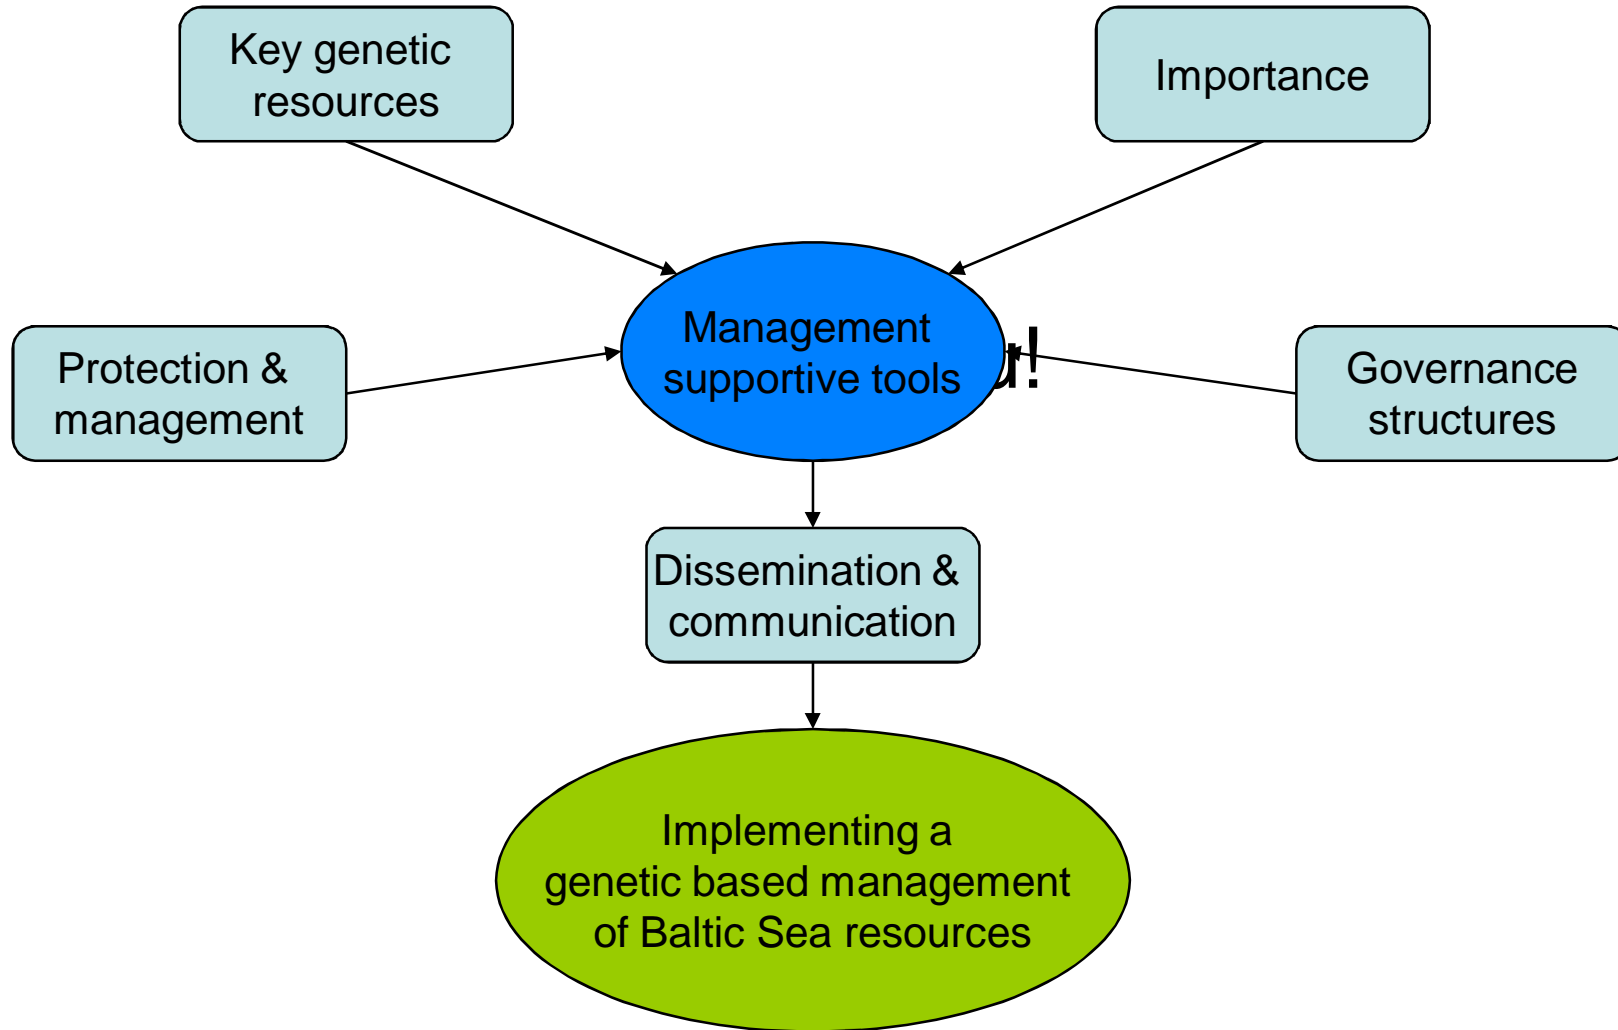 Key genetic
resources
Importance
Protection &
management
Management
supportive tools
Governance
structures
Dissemination &
communication
Implementing a
genetic based management
of Baltic Sea resources